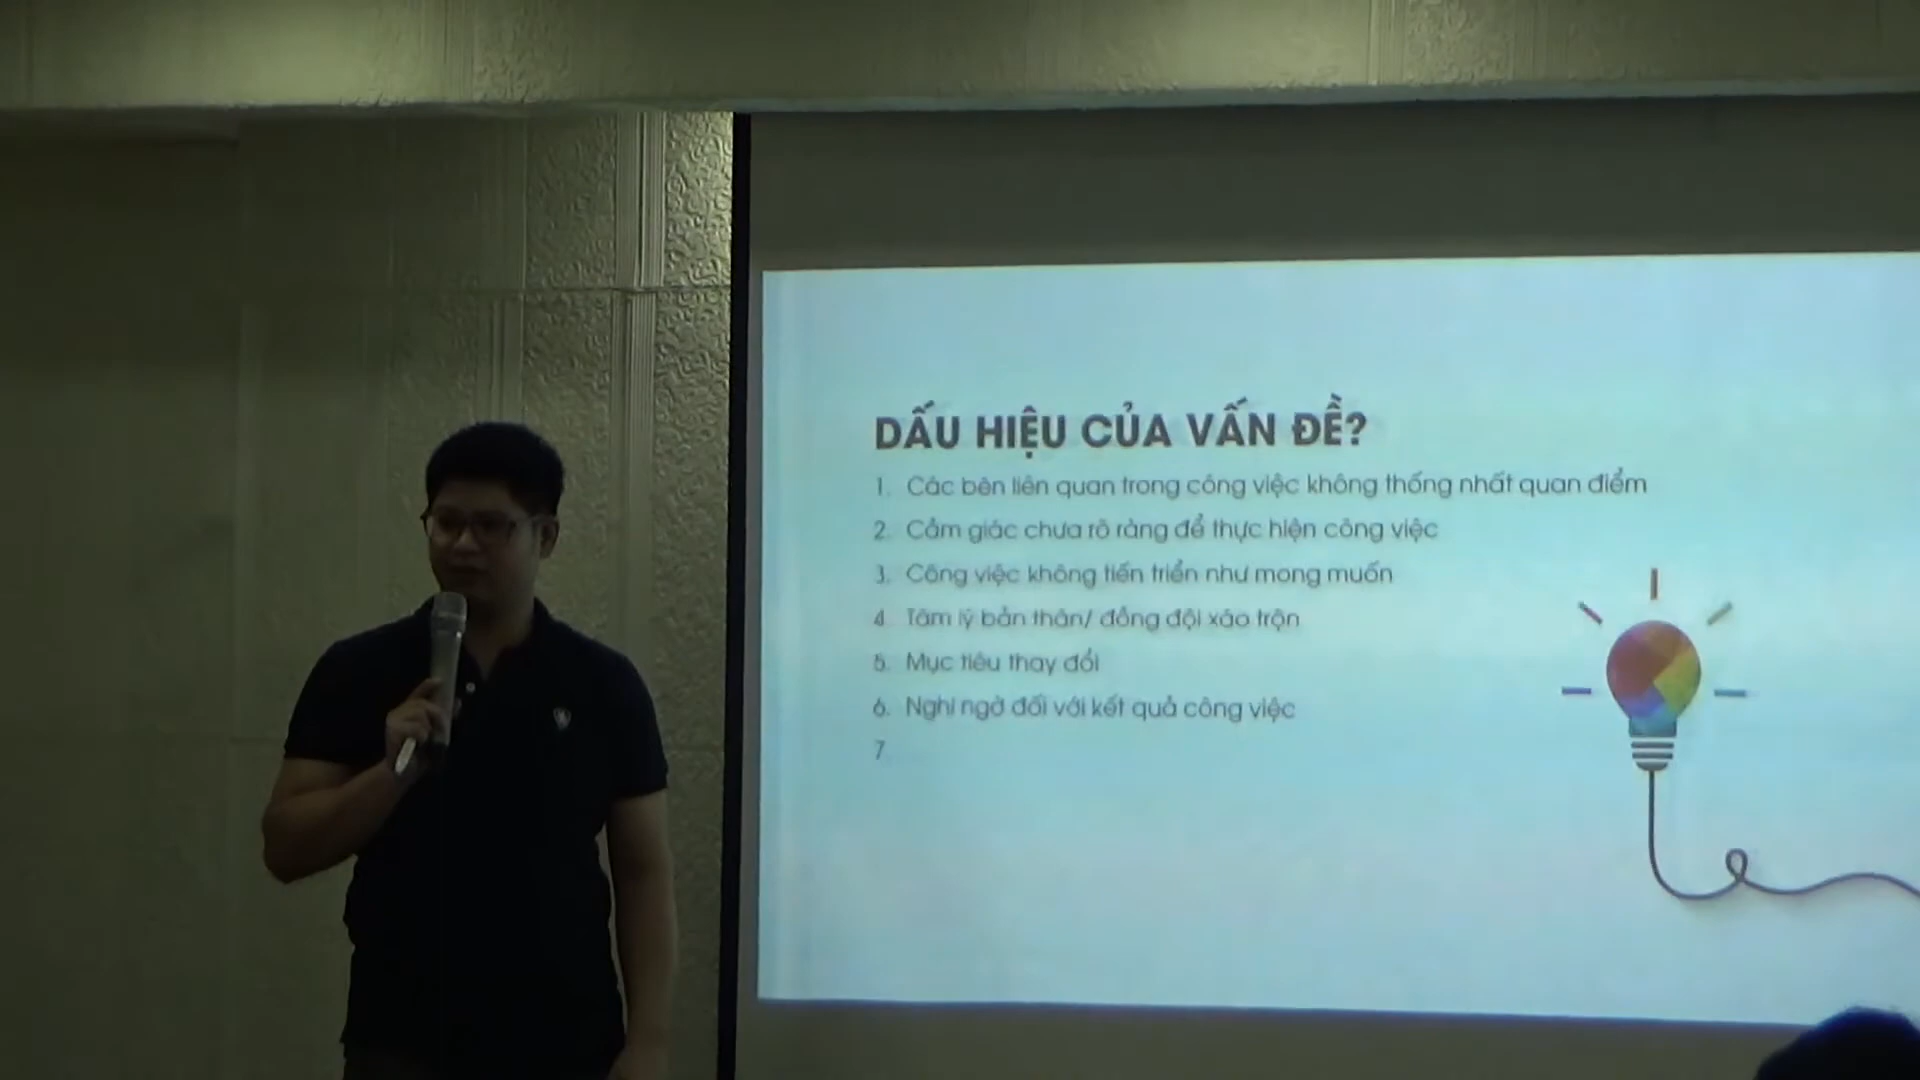 DẤU HIỆU CỦA VẤN ĐỀ?
1. Các bên liên quan trong công việc không thống nhất quan điểm
2. Cảm giác chưa rõ ràng để thực hiện công việc
3. Công việc không tiến triển như mong muốn
4. Tâm lý bản thân/ đồng đội xáo trộn
5. Mục tiêu thay đổi
6. Nghi ngờ đối với kết quả công việc
7.